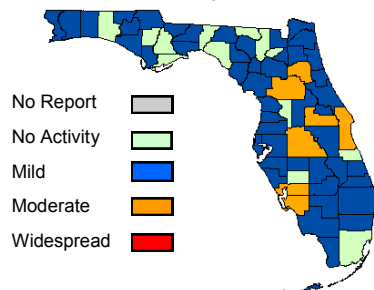 No Report
No Activity
Mild
Moderate
Widespread